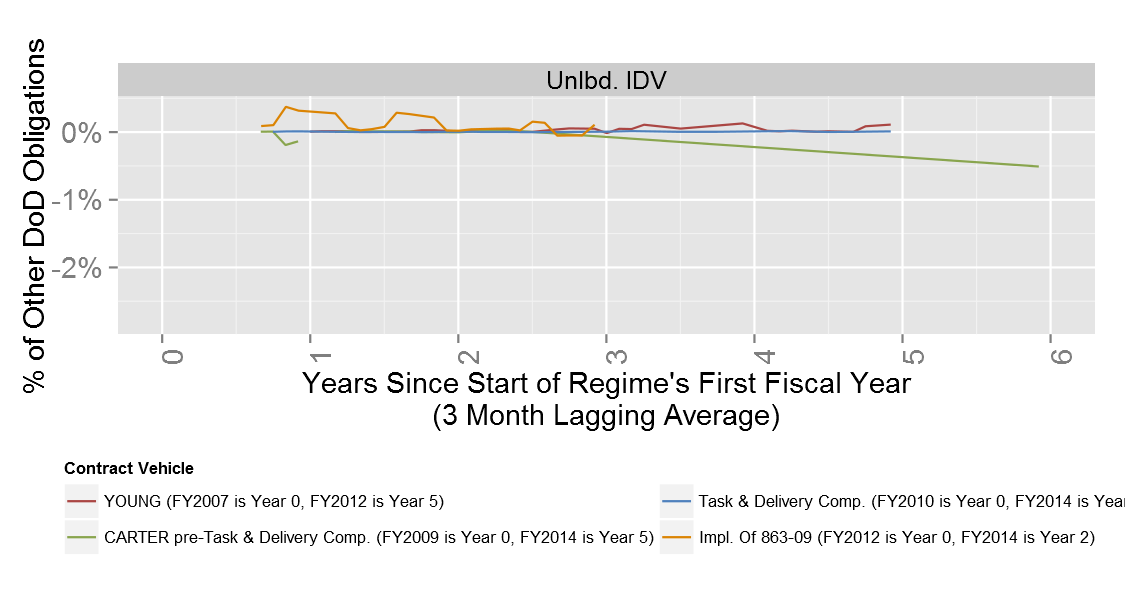 Unlbd. IDV
% of Other DoD Obligations
0%
-1%
-2%
0 1 2 3 4 5 6
Years Since Start of Regime's First Fiscal Year
(3 Month Lagging Average)
Contract Vehicle
YOUNG (FY2007 is Year 0, FY2012 is Year 5)
Task & Delivery Comp. (FY2010 is Year 0, FY2014 is Year
CARTER pre-Task & Delivery Comp. (FY2009 is Year 0, FY2014 is Year 5)
Impl. Of 863-09 (FY2012 is Year 0, FY2014 is Year 2)